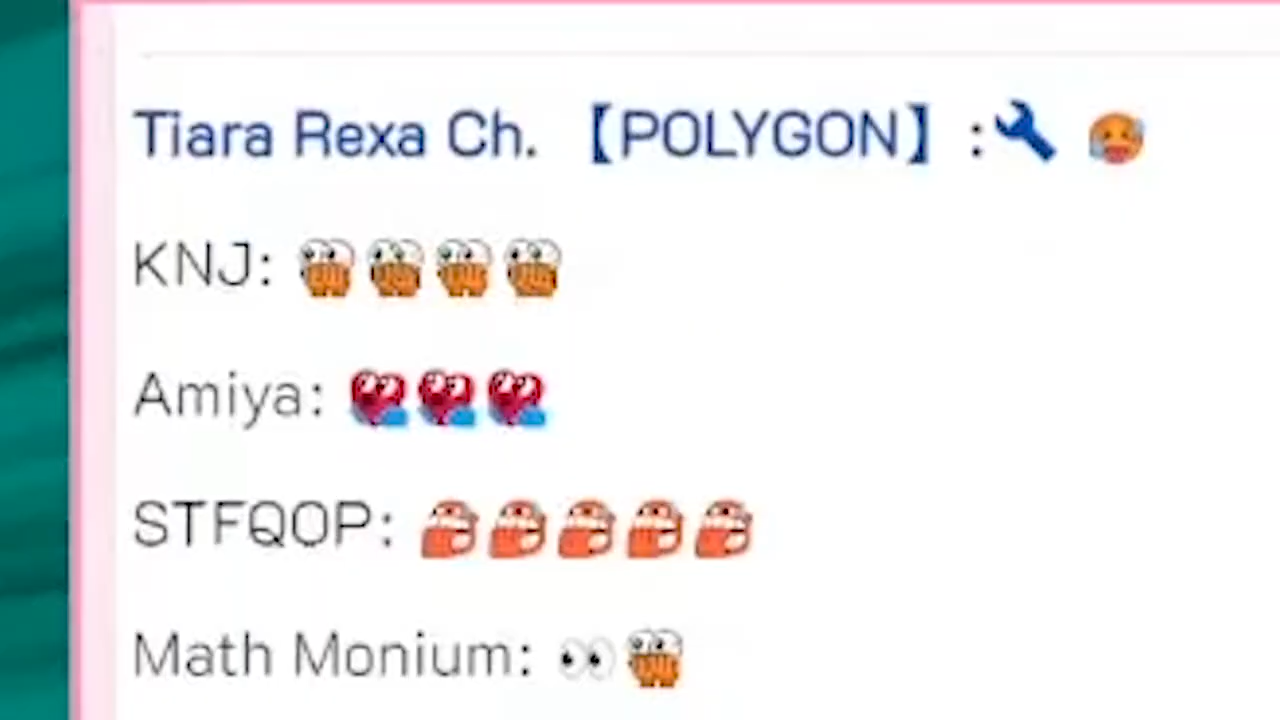 Tiara Rexa Ch. 【POLYGON】 :🔧 🥵
KNJ:
Amiya:
STFQOP:
Math Monium: 👀